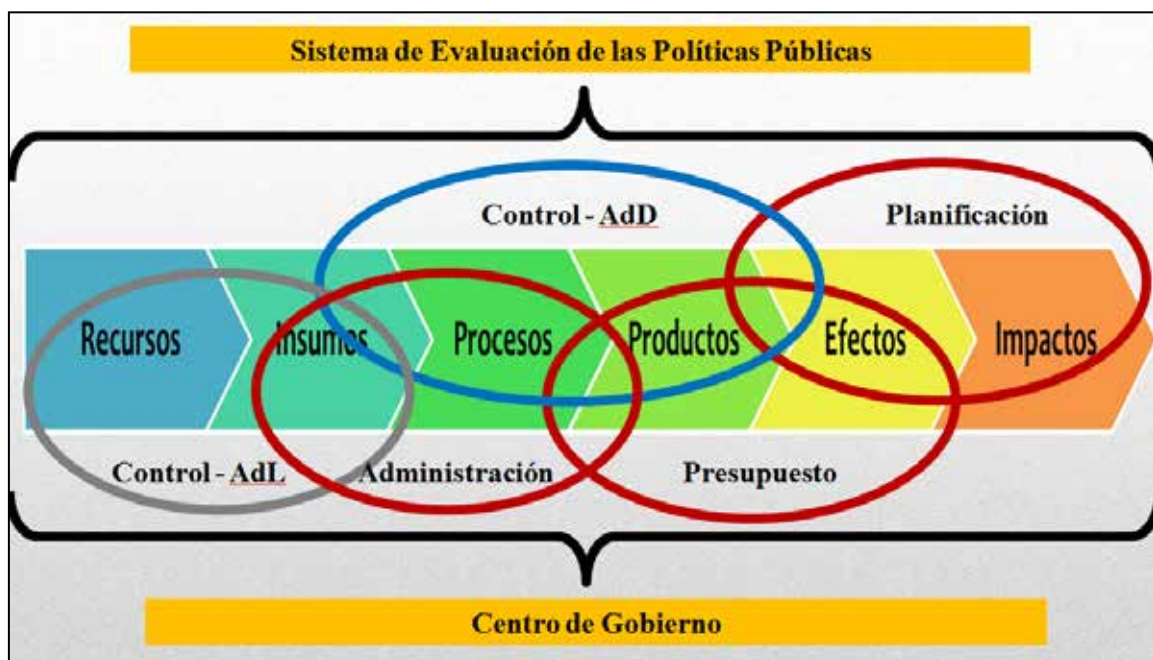 Sistema de Evaluación de las Políticas Públicas
Control - AdD
Planificación
Recursos
Insumos
Procesos
Productos
Efectos
Impactos
Control - AdL
Administración
Presupuesto
Centro de Gobierno